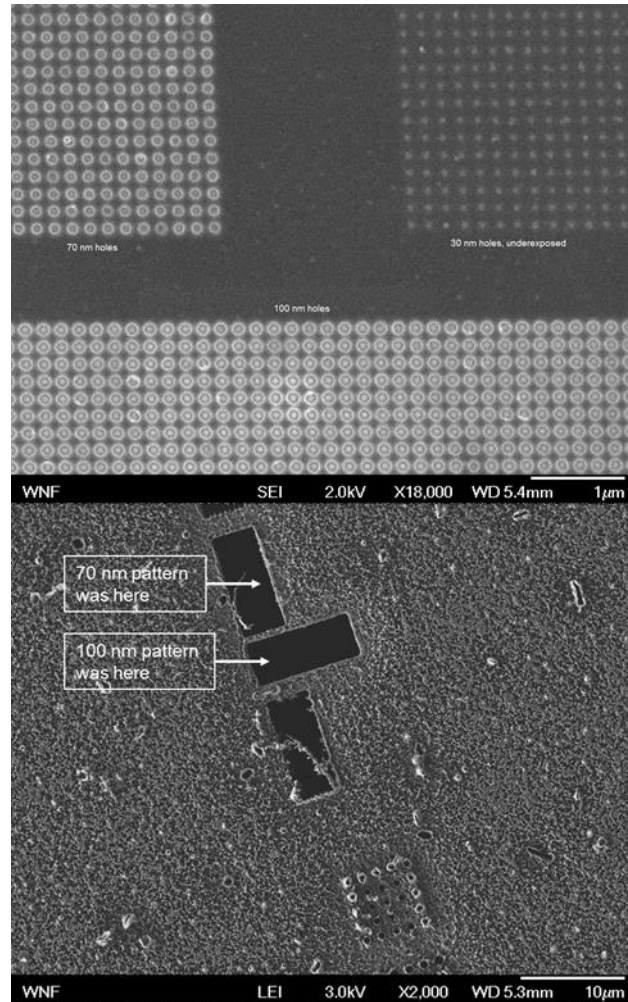 70 nm holes
30 nm holes, underexposed
100 nm holes
WNF SEI 2.0kV X18,000 WD 5.4mm 1μm
70 nm pattern
was here
100 nm pattern
was here
WNF LEI 3.0kV X2,000 WD 5.3mm 10μm